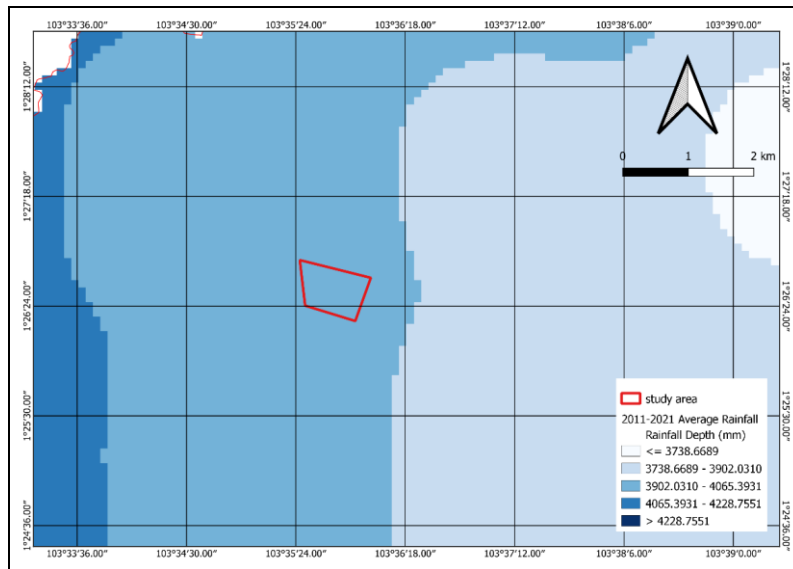 103°33′36.00″ 103°34′30.00″ 103°35′24.00″ 103°36′18.00″ 103°37′12.00″ 103°38′6.00″ 103°39′0.00″
1°28′12.00″ 1°28′12.00″
0 1 2 km
1°27′18.00″ 1°27′18.00″
1°26′24.00″ 1°26′24.00″
study area
2011-2021 Average Rainfall
Rainfall Depth (mm)
<= 3738.6689
3738.6689 - 3902.0310
3902.0310 - 4065.3931
4065.3931 - 4228.7551
> 4228.7551
1°25′30.00″ 1°25′30.00″
1°24′36.00″ 1°24′36.00″
103°33′36.00″ 103°34′30.00″ 103°35′24.00″ 103°36′18.00″ 103°37′12.00″ 103°38′6.00″ 103°39′0.00″